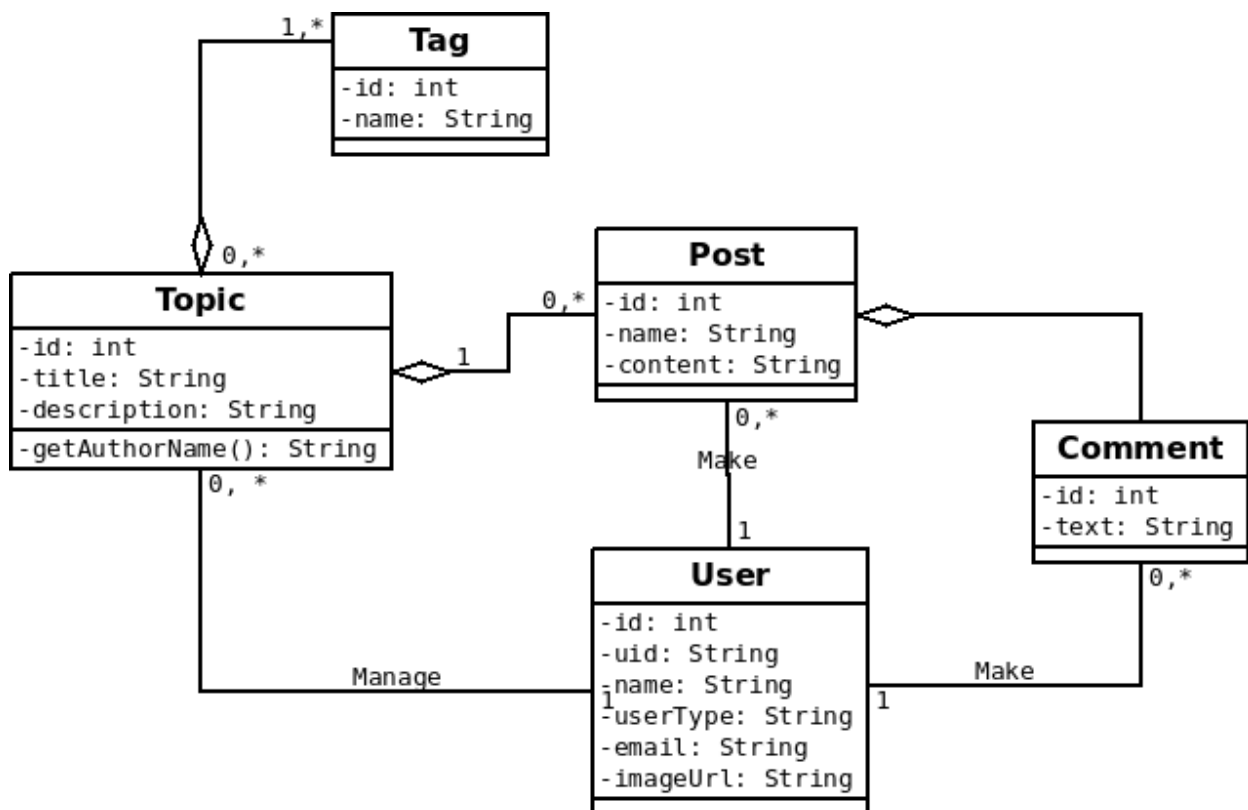 1,*
Tag
-id: int
-name: String
0,*
Topic
-id: int
-title: String
-description: String
-getAuthorName(): String
1
0,*
Post
-id: int
-name: String
-content: String
0,*
Make
1
Comment
-id: int
-text: String
0,*
0, *
Manage
1
User
-id: int
-uid: String
-name: String
-userType: String
-email: String
-imageUrl: String
Make
1